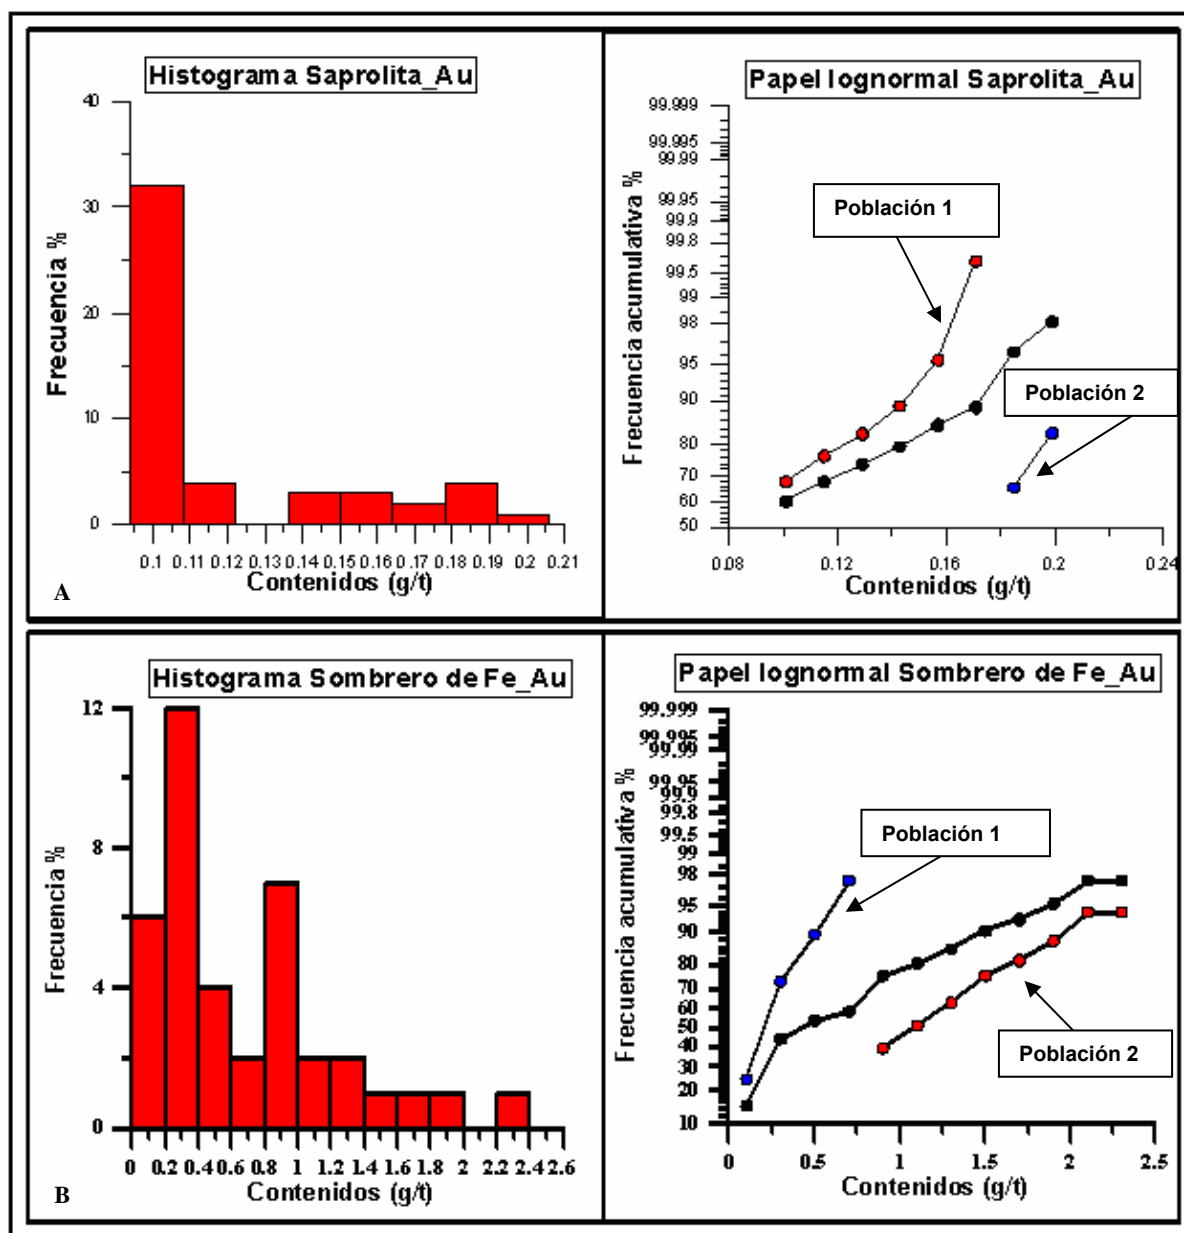 Histograma Saprolita_Au
40
30
20
10
0
Frecuencia %
0.1 0.11 0.12 0.13 0.14 0.15 0.16 0.17 0.18 0.19 0.2 0.21
Contenidos (g/t)
A
Papel lognormal Saprolita_Au
99.999
99.995
99.99
99.95
99.9
99.8
99.5
99
98
95
90
80
70
60
50
Frecuencia acumulativa %
Población 1
Población 2
0.08 0.12 0.16 0.2 0.24
Contenidos (g/t)
Histograma Sombrero de Fe_Au
12
8
4
0
Frecuencia %
0 0.2 0.4 0.6 0.8 1 1.2 1.4 1.6 1.8 2 2.2 2.4 2.6
Contenidos (g/t)
B
Papel lognormal Sombrero de Fe_Au
99.999
99.995
99.99
99.95
99.9
99.8
99.5
99
98
95
90
80
70
60
50
40
30
20
10
Frecuencia acumulativa %
Población 1
Población 2
0 0.5 1 1.5 2 2.5
Contenidos (g/t)